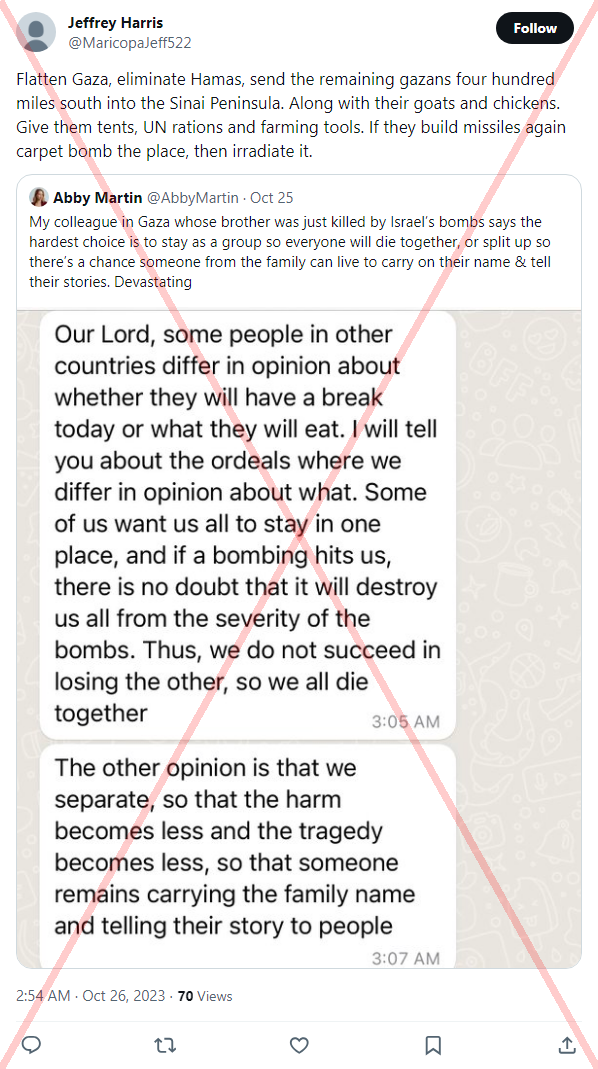 Jeffrey Harris
Follow
@MaricopaJeff522
Flatten Gaza, eliminate Hamas, send the remaining gazans four hundred
miles south into the Sinai Peninsula. Along with their goats and chickens.
Give them tents, UN rations and farming tools. If they build missiles again
carpet bomb the place, then irradiate it.
Abby Martin @AbbyMartin · Oct 25
My colleague in Gaza whose brother was just killed by Israel's bombs says the
hardest choice is to stay as a group so everyone will die together, or split up so
there's a chance someone from the family can live to carry on their name & tell
their stories. Devastating
Our Lord, some people in other
countries differ in opinion about
whether they will have a break
today or what they will eat. I will tell
you about the ordeals where we
differ in opinion about what. Some
of us want us all to stay in one
place, and if a bombing hits us,
there is no doubt that it will destroy
us all from the severity of the
bombs. Thus, we do not succeed in
losing the other, so we all die
together
3:05 AM
The other opinion is that we
separate, so that the harm
becomes less and the tragedy
becomes less, so that someone
remains carrying the family name
and telling their story to people
3:07 AM
2:54 AM · Oct 26, 2023 · 70 Views